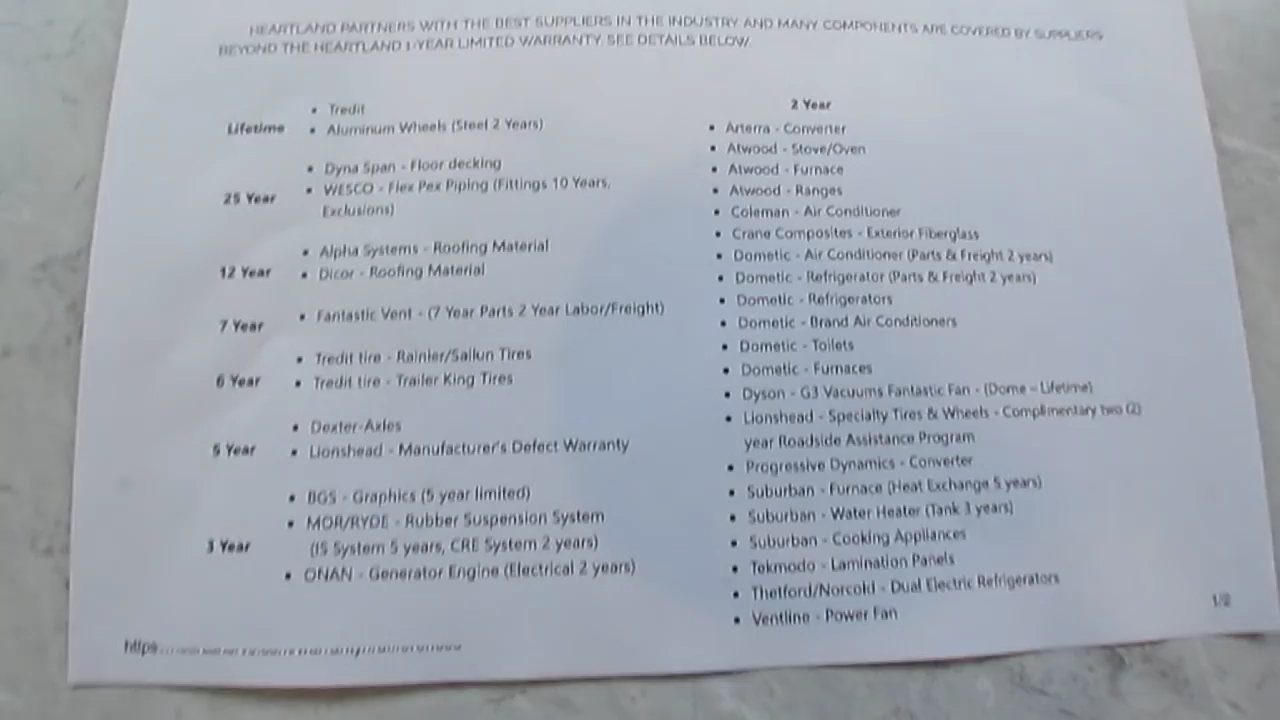 HEARTLAND PARTNERS WITH THE BEST SUPPLIERS IN THE INDUSTRY AND MANY COMPONENTS ARE COVERED BY SUPPLIERS
BEYOND THE HEARTLAND 1-YEAR LIMITED WARRANTY. SEE DETAILS BELOW.
Lifetime
• Tredit
• Aluminum Wheels (Steel 2 Years)
25 Year
• Dyna Span - Floor decking
• WESCO - Flex Pex Piping (Fittings 10 Years,
Exclusions)
12 Year
• Alpha Systems - Roofing Material
• Dicor - Roofing Material
7 Year
• Fantastic Vent - (7 Year Parts 2 Year Labor/Freight)
6 Year
• Tredit tire - Rainier/Sailun Tires
• Tredit tire - Trailer King Tires
5 Year
• Dexter-Axles
• Lionshead - Manufacturer's Defect Warranty
3 Year
• BGS - Graphics (5 year limited)
• MOR/RYDE - Rubber Suspension System
(IS System 5 years, CRE System 2 years)
• ONAN - Generator Engine (Electrical 2 years)
2 Year
• Arterra - Converter
• Atwood - Stove/Oven
• Atwood - Furnace
• Atwood - Ranges
• Coleman - Air Conditioner
• Crane Composites - Exterior Fiberglass
• Dometic - Air Conditioner (Parts & Freight 2 years)
• Dometic - Refrigerator (Parts & Freight 2 years)
• Dometic - Refrigerators
• Dometic - Brand Air Conditioners
• Dometic - Toilets
• Dometic - Furnaces
• Dyson - G3 Vacuums Fantastic Fan - (Dome – Lifetime)
• Lionshead - Specialty Tires & Wheels - Complimentary two (2)
year Roadside Assistance Program
• Progressive Dynamics - Converter
• Suburban - Furnace (Heat Exchange 5 years)
• Suburban - Water Heater (Tank 3 years)
• Suburban - Cooking Appliances
• Tekmodo - Lamination Panels
• Thetford/Norcold - Dual Electric Refrigerators
• Ventline - Power Fan
https
1/2